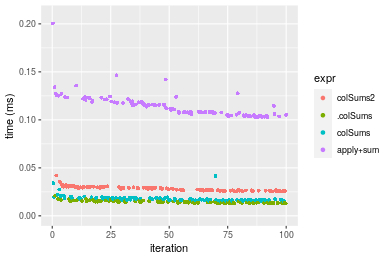 0.20
0.15
0.10
0.05
0.00
time (ms)
0
25
50
75
100
iteration
expr
colSums2
.colSums
colSums
apply+sum